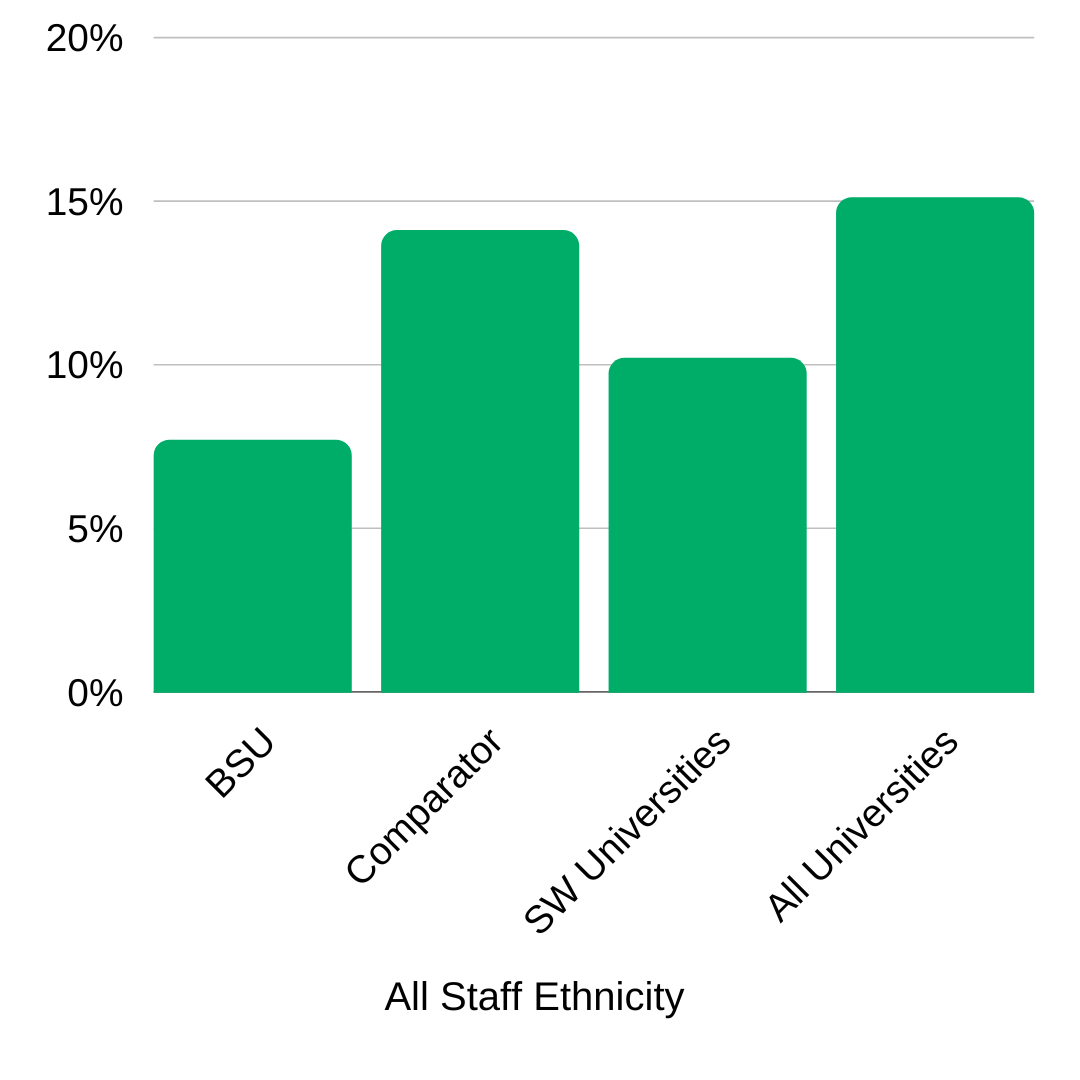 20%
15%
10%
5%
0%
BSU
Comparator
SW Universities
All Universities
All Staff Ethnicity